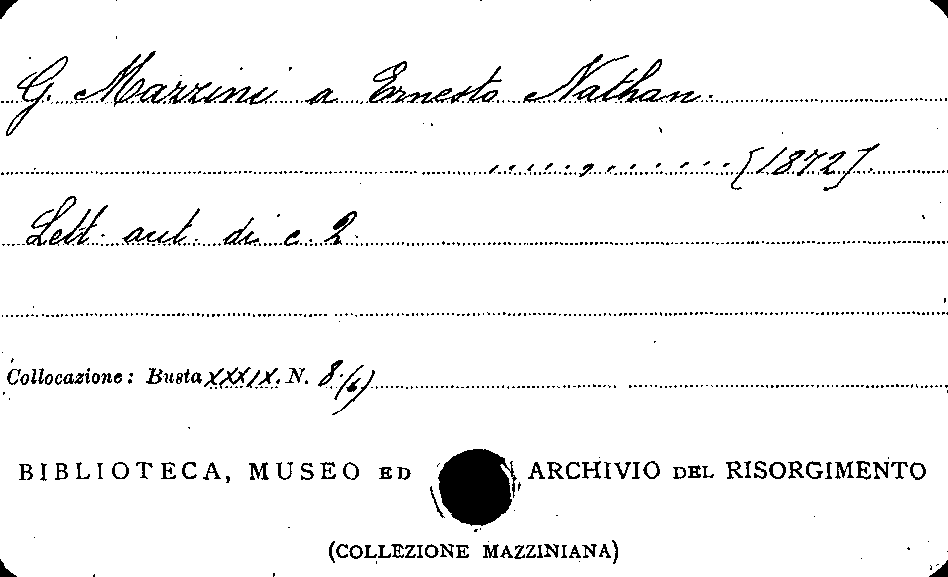 G. Mazzini a Ernesto Nathan.
.....,...... [1872].
Lett. aut. di c. 2.
Collocazione: Busta XXXIX. N. 8.(6)
BIBLIOTECA, MUSEO ED ARCHIVIO DEL RISORGIMENTO
(COLLEZIONE MAZZINIANA)